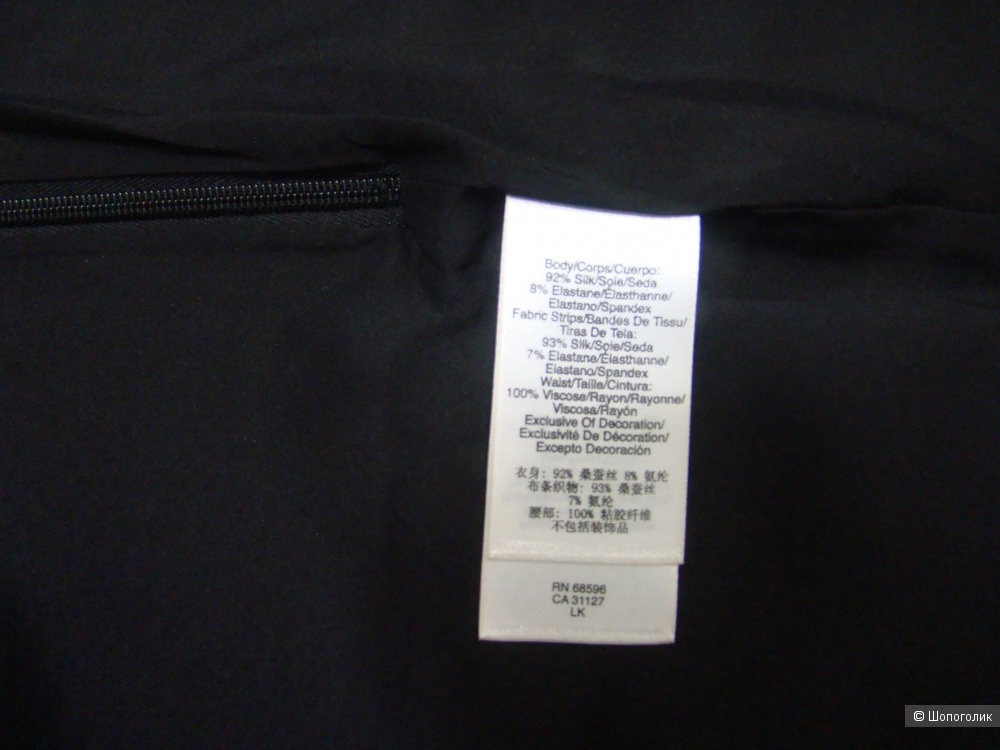 Body/Corps/Cuerpo:
92% Silk/Soie/Seda
8% Elastane/Élasthanne/
Elastano/Spandex
Fabric Strips/Bandes De Tissu/
Tiras De Tela:
93% Silk/Soie/Seda
7% Elastane/Élasthanne/
Elastano/Spandex
Waist/Taille/Cintura:
100% Viscose/Rayon/Rayonne/
Viscosa/Rayón
Exclusive Of Decoration/
Exclusivité De Décoration/
Excepto Decoración
衣身: 92% 桑蚕丝 8% 氨纶
布条织物: 93% 桑蚕丝
7% 氨纶
腰部: 100% 粘胶纤维
不包括装饰品
RN 68596
CA 31127
LK
© Шопоголик